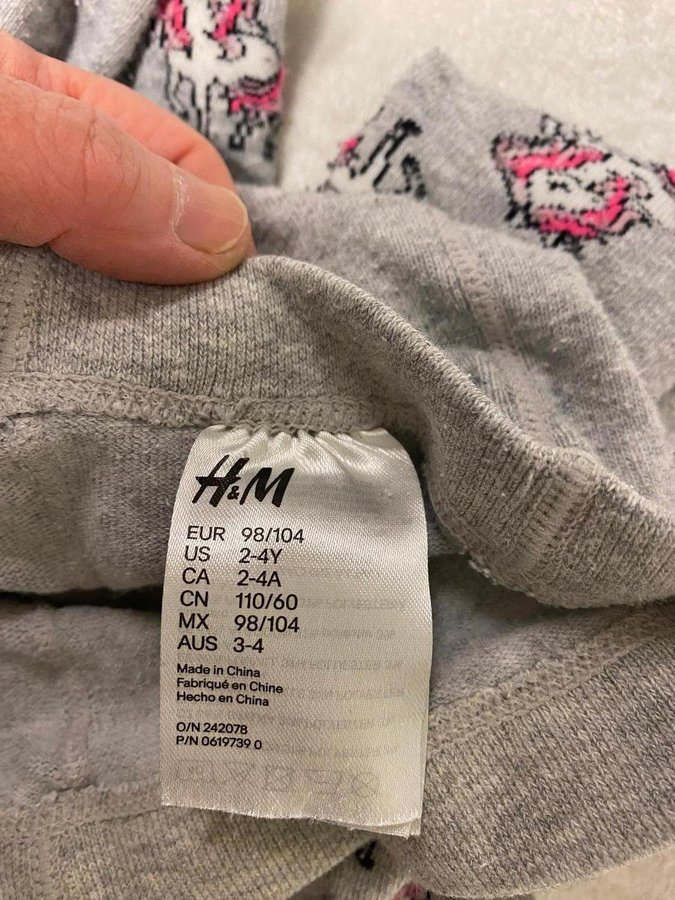 H&M
EUR 98/104
US 2-4Y
CA 2-4A
CN 110/60
MX 98/104
AUS 3-4
Made in China
Fabriqué en Chine
Hecho en China
O/N 242078
P/N 0619739 0